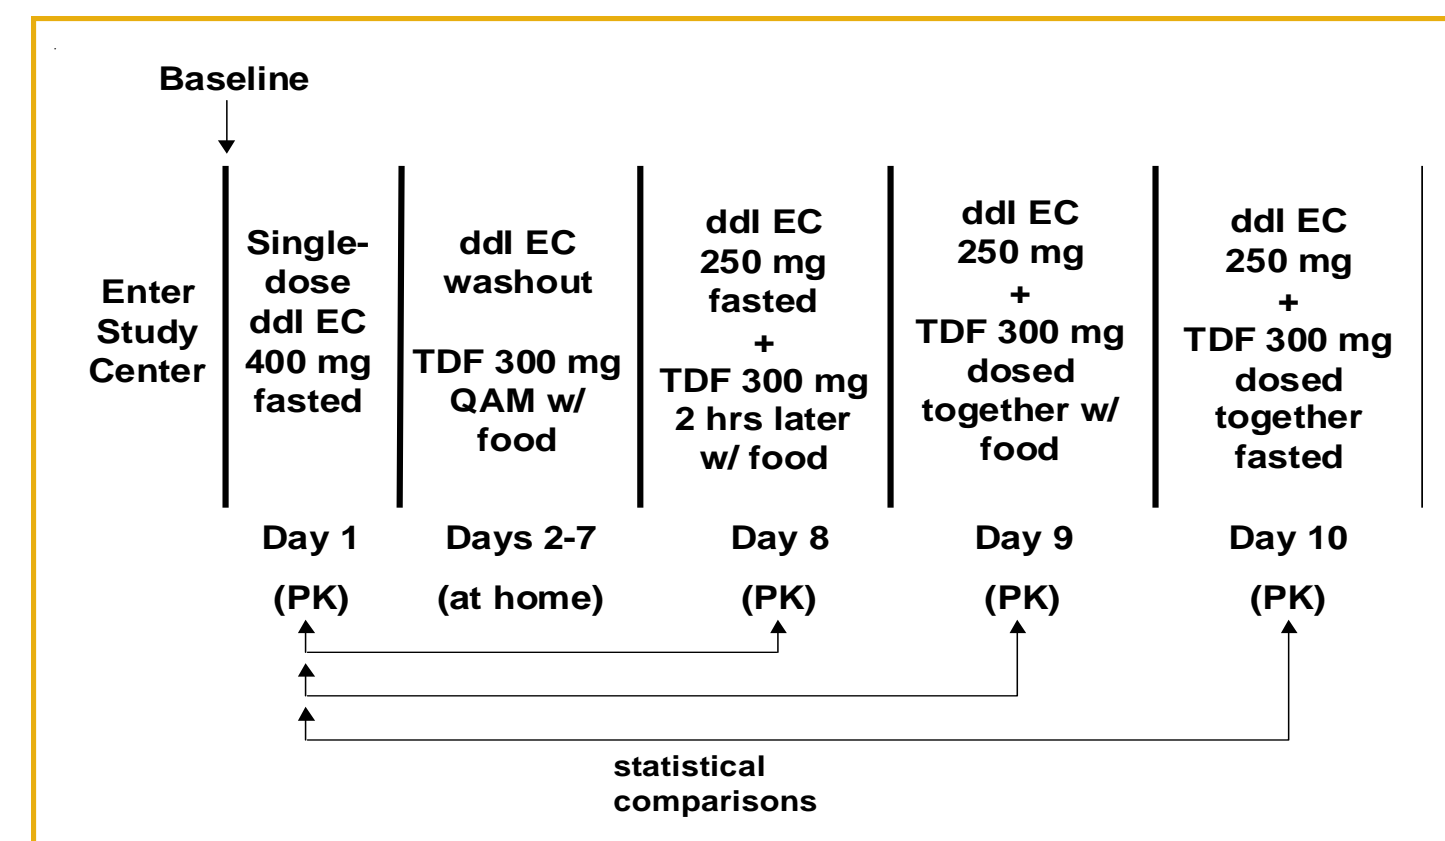 Baseline
Enter
Study
Center
Single-
dose
ddI EC
400 mg
fasted
ddI EC
washout
TDF 300 mg
QAM w/
food
ddI EC
250 mg
fasted
+
TDF 300 mg
2 hrs later
w/ food
ddI EC
250 mg
+
TDF 300 mg
dosed
together w/
food
ddI EC
250 mg
+
TDF 300 mg
dosed
together
fasted
Day 1
Days 2-7
Day 8
Day 9
Day 10
(PK)
(at home)
(PK)
(PK)
(PK)
statistical
comparisons